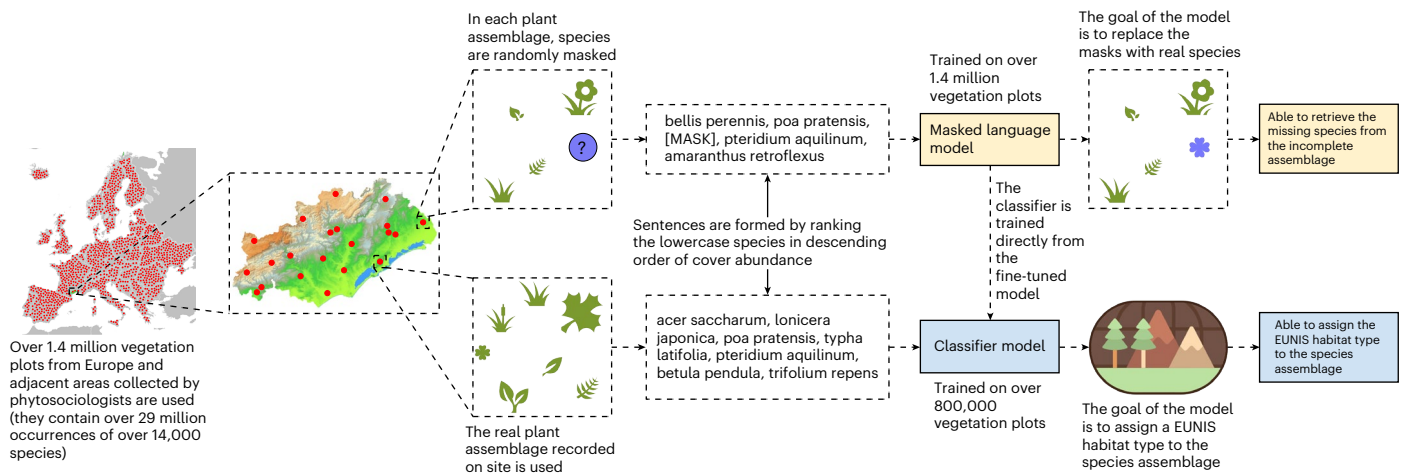 Over 1.4 million vegetation
plots from Europe and
adjacent areas collected by
phytosociologists are used
(they contain over 29 million
occurrences of over 14,000
species)
In each plant
assemblage, species
are randomly masked
?
The real plant
assemblage recorded
on site is used
bellis perennis, poa pratensis,
[MASK], pteridium aquilinum,
amaranthus retroflexus
Sentences are formed by ranking
the lowercase species in descending
order of cover abundance
acer saccharum, lonicera
japonica, poa pratensis, typha
latifolia, pteridium aquilinum,
betula pendula, trifolium repens
Trained on over
1.4 million
vegetation plots
Masked language
model
The
classifier is
trained
directly from
the
fine-tuned
model
Classifier model
Trained on over
800,000
vegetation plots
The goal of the model
is to replace the
masks with real species
Able to retrieve the
missing species from
the incomplete
assemblage
The goal of the model
is to assign a EUNIS
habitat type to the
species assemblage
Able to assign the
EUNIS habitat type
to the species
assemblage